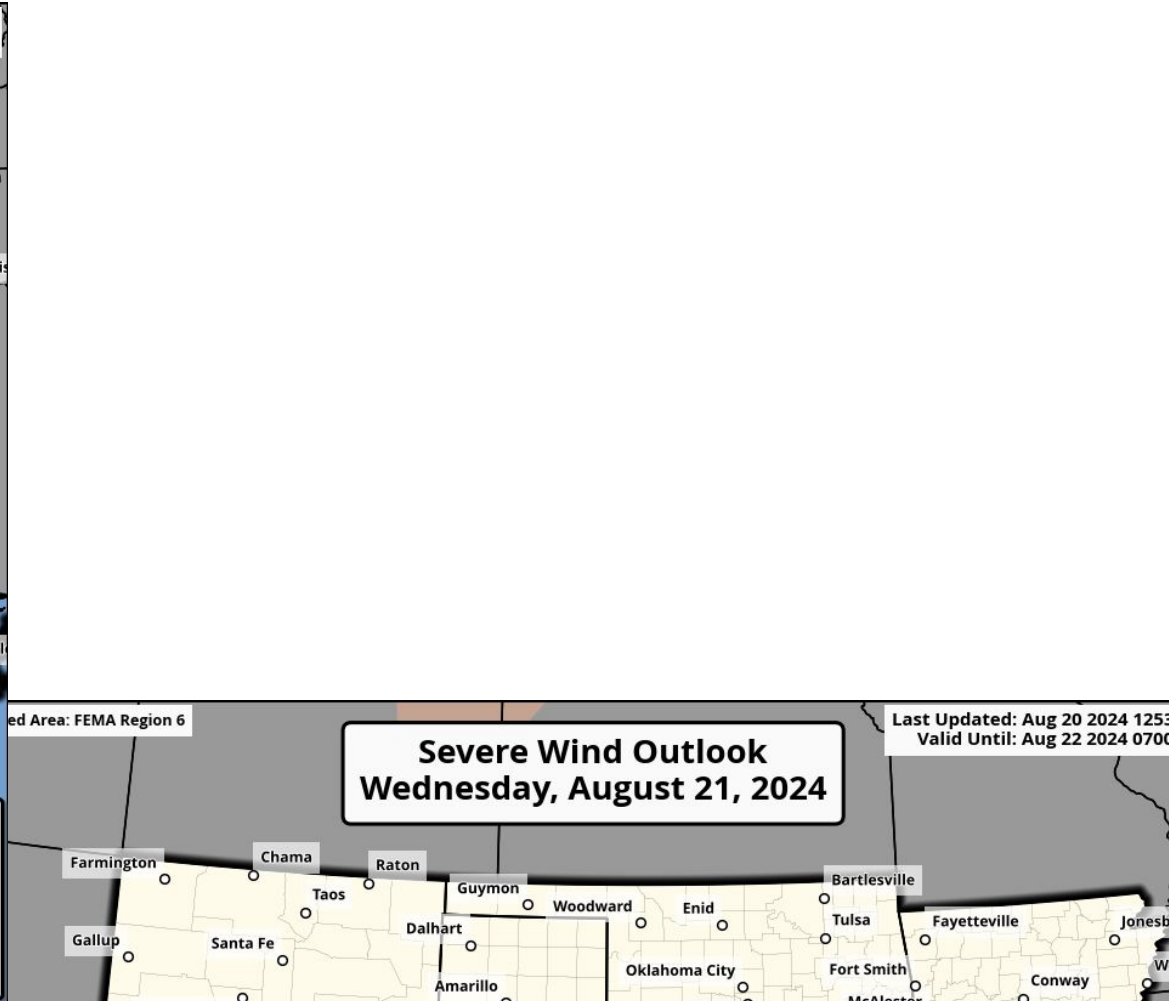 ed Area: FEMA Region 6
Last Updated: Aug 20 2024 1253
Valid Until: Aug 22 2024 0700
Severe Wind Outlook
Wednesday, August 21, 2024
Farmington
Chama
Raton
Taos
Guymon
Woodward
Enid
Bartlesville
Tulsa
Fayetteville
Jonesb
Gallup
Santa Fe
Dalhart
Amarillo
Oklahoma City
Fort Smith
McAlester
Conway
W